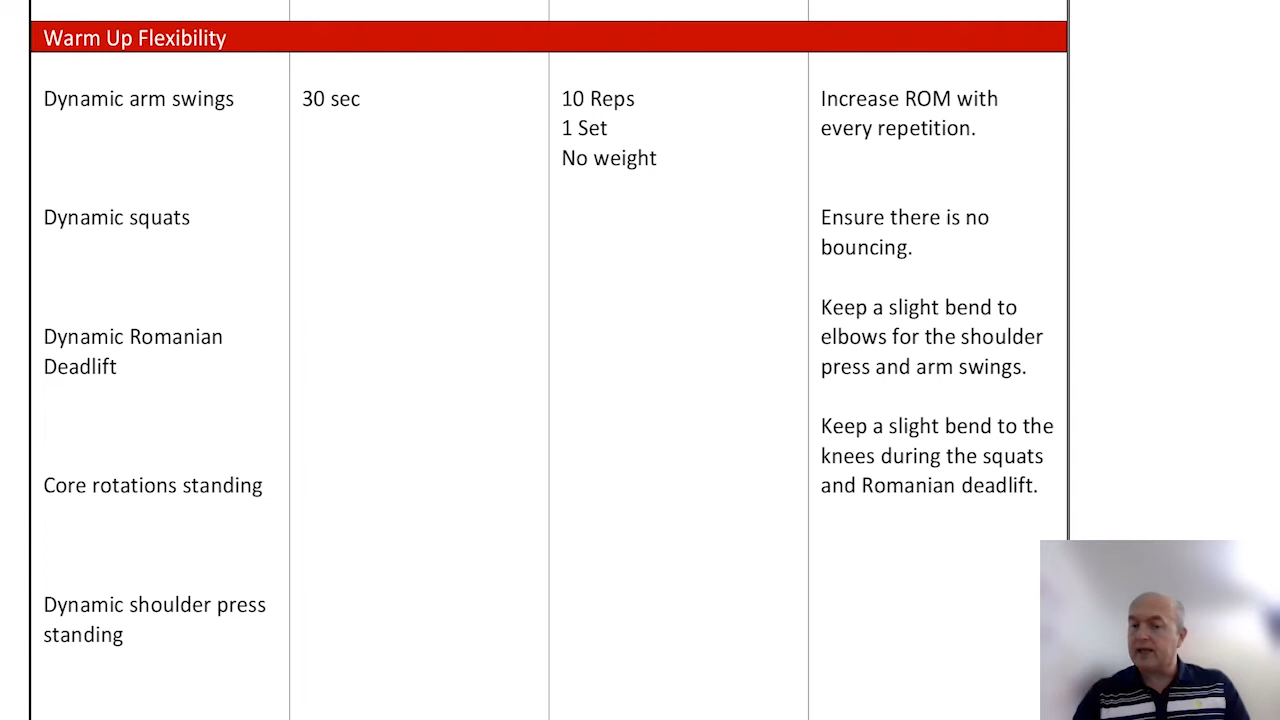 Warm Up Flexibility
Dynamic arm swings
30 sec
10 Reps
1 Set
No weight
Increase ROM with
every repetition.
Dynamic squats
Ensure there is no
bouncing.
Dynamic Romanian
Deadlift
Keep a slight bend to
elbows for the shoulder
press and arm swings.
Core rotations standing
Keep a slight bend to the
knees during the squats
and Romanian deadlift.
Dynamic shoulder press
standing